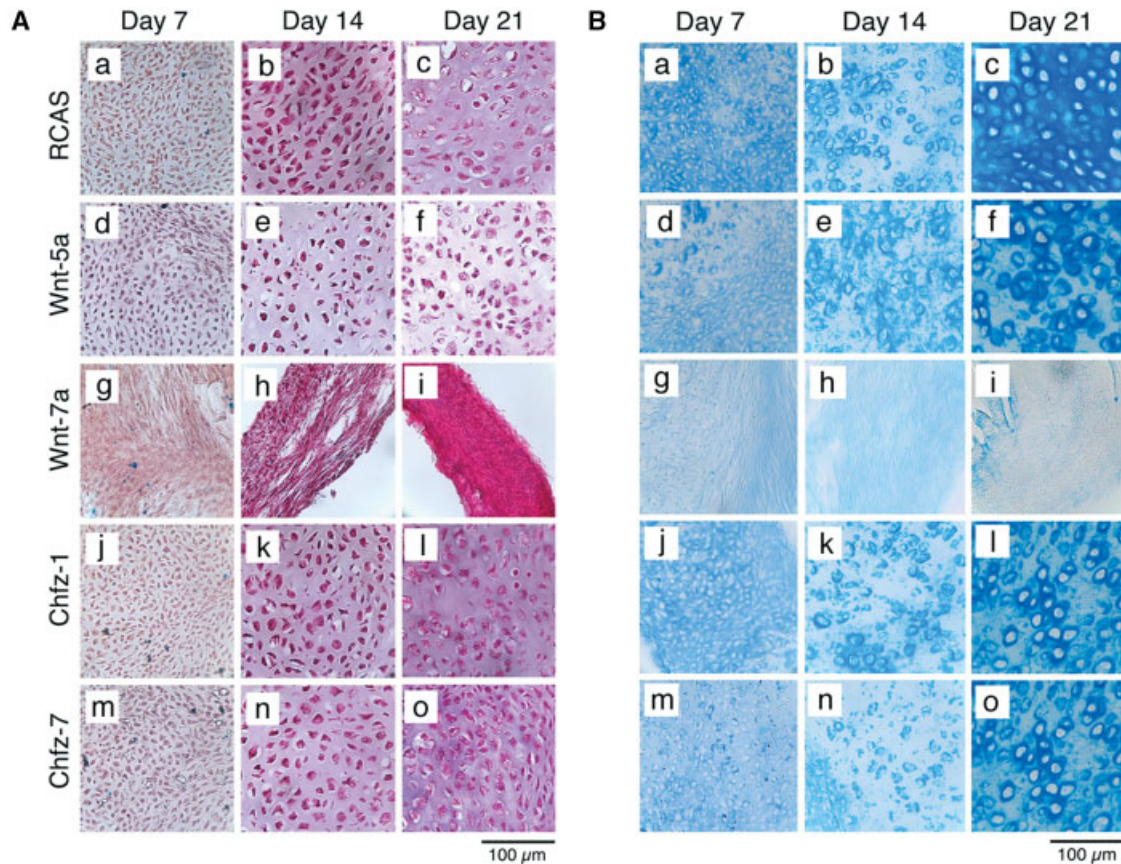 A Day 7 Day 14 Day 21
RCAS a b c
Wnt-5a d e f
Wnt-7a g h i
Chfz-1 j k l
Chfz-7 m n o
100 µm
B Day 7 Day 14 Day 21
a b c
d e f
g h i
j k l
m n o
100 µm